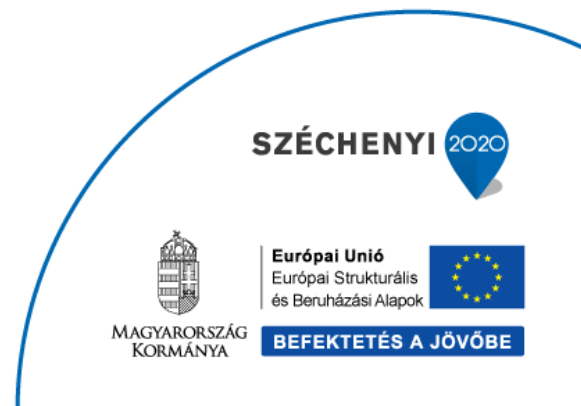 SZÉCHENYI 2020
Európai Unió
Európai Strukturális
és Beruházási Alapok
MAGYARORSZÁG
KORMÁNYA
BEFEKTETÉS A JÖVŐBE